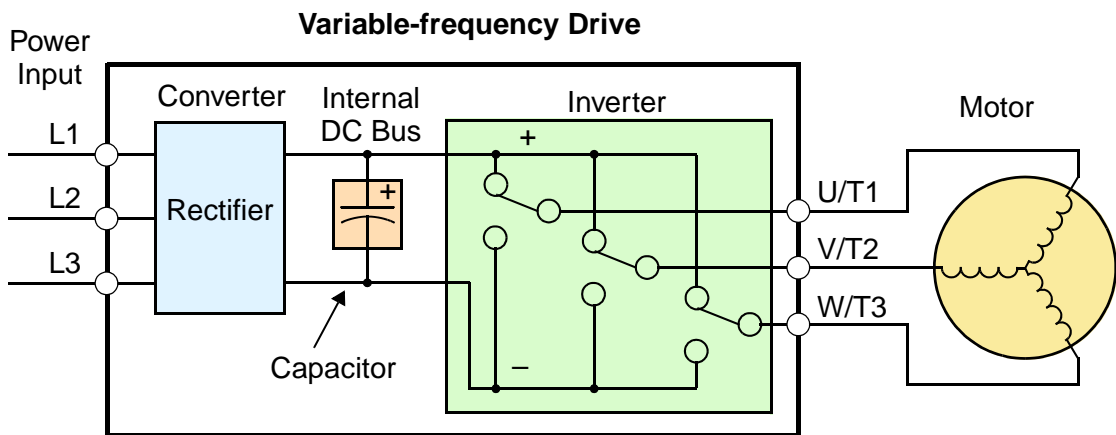 Variable-frequency Drive
Power
Input
Converter
Internal
DC Bus
Inverter
Motor
L1
L2
L3
Rectifier
+
+
–
Capacitor
U/T1
V/T2
W/T3